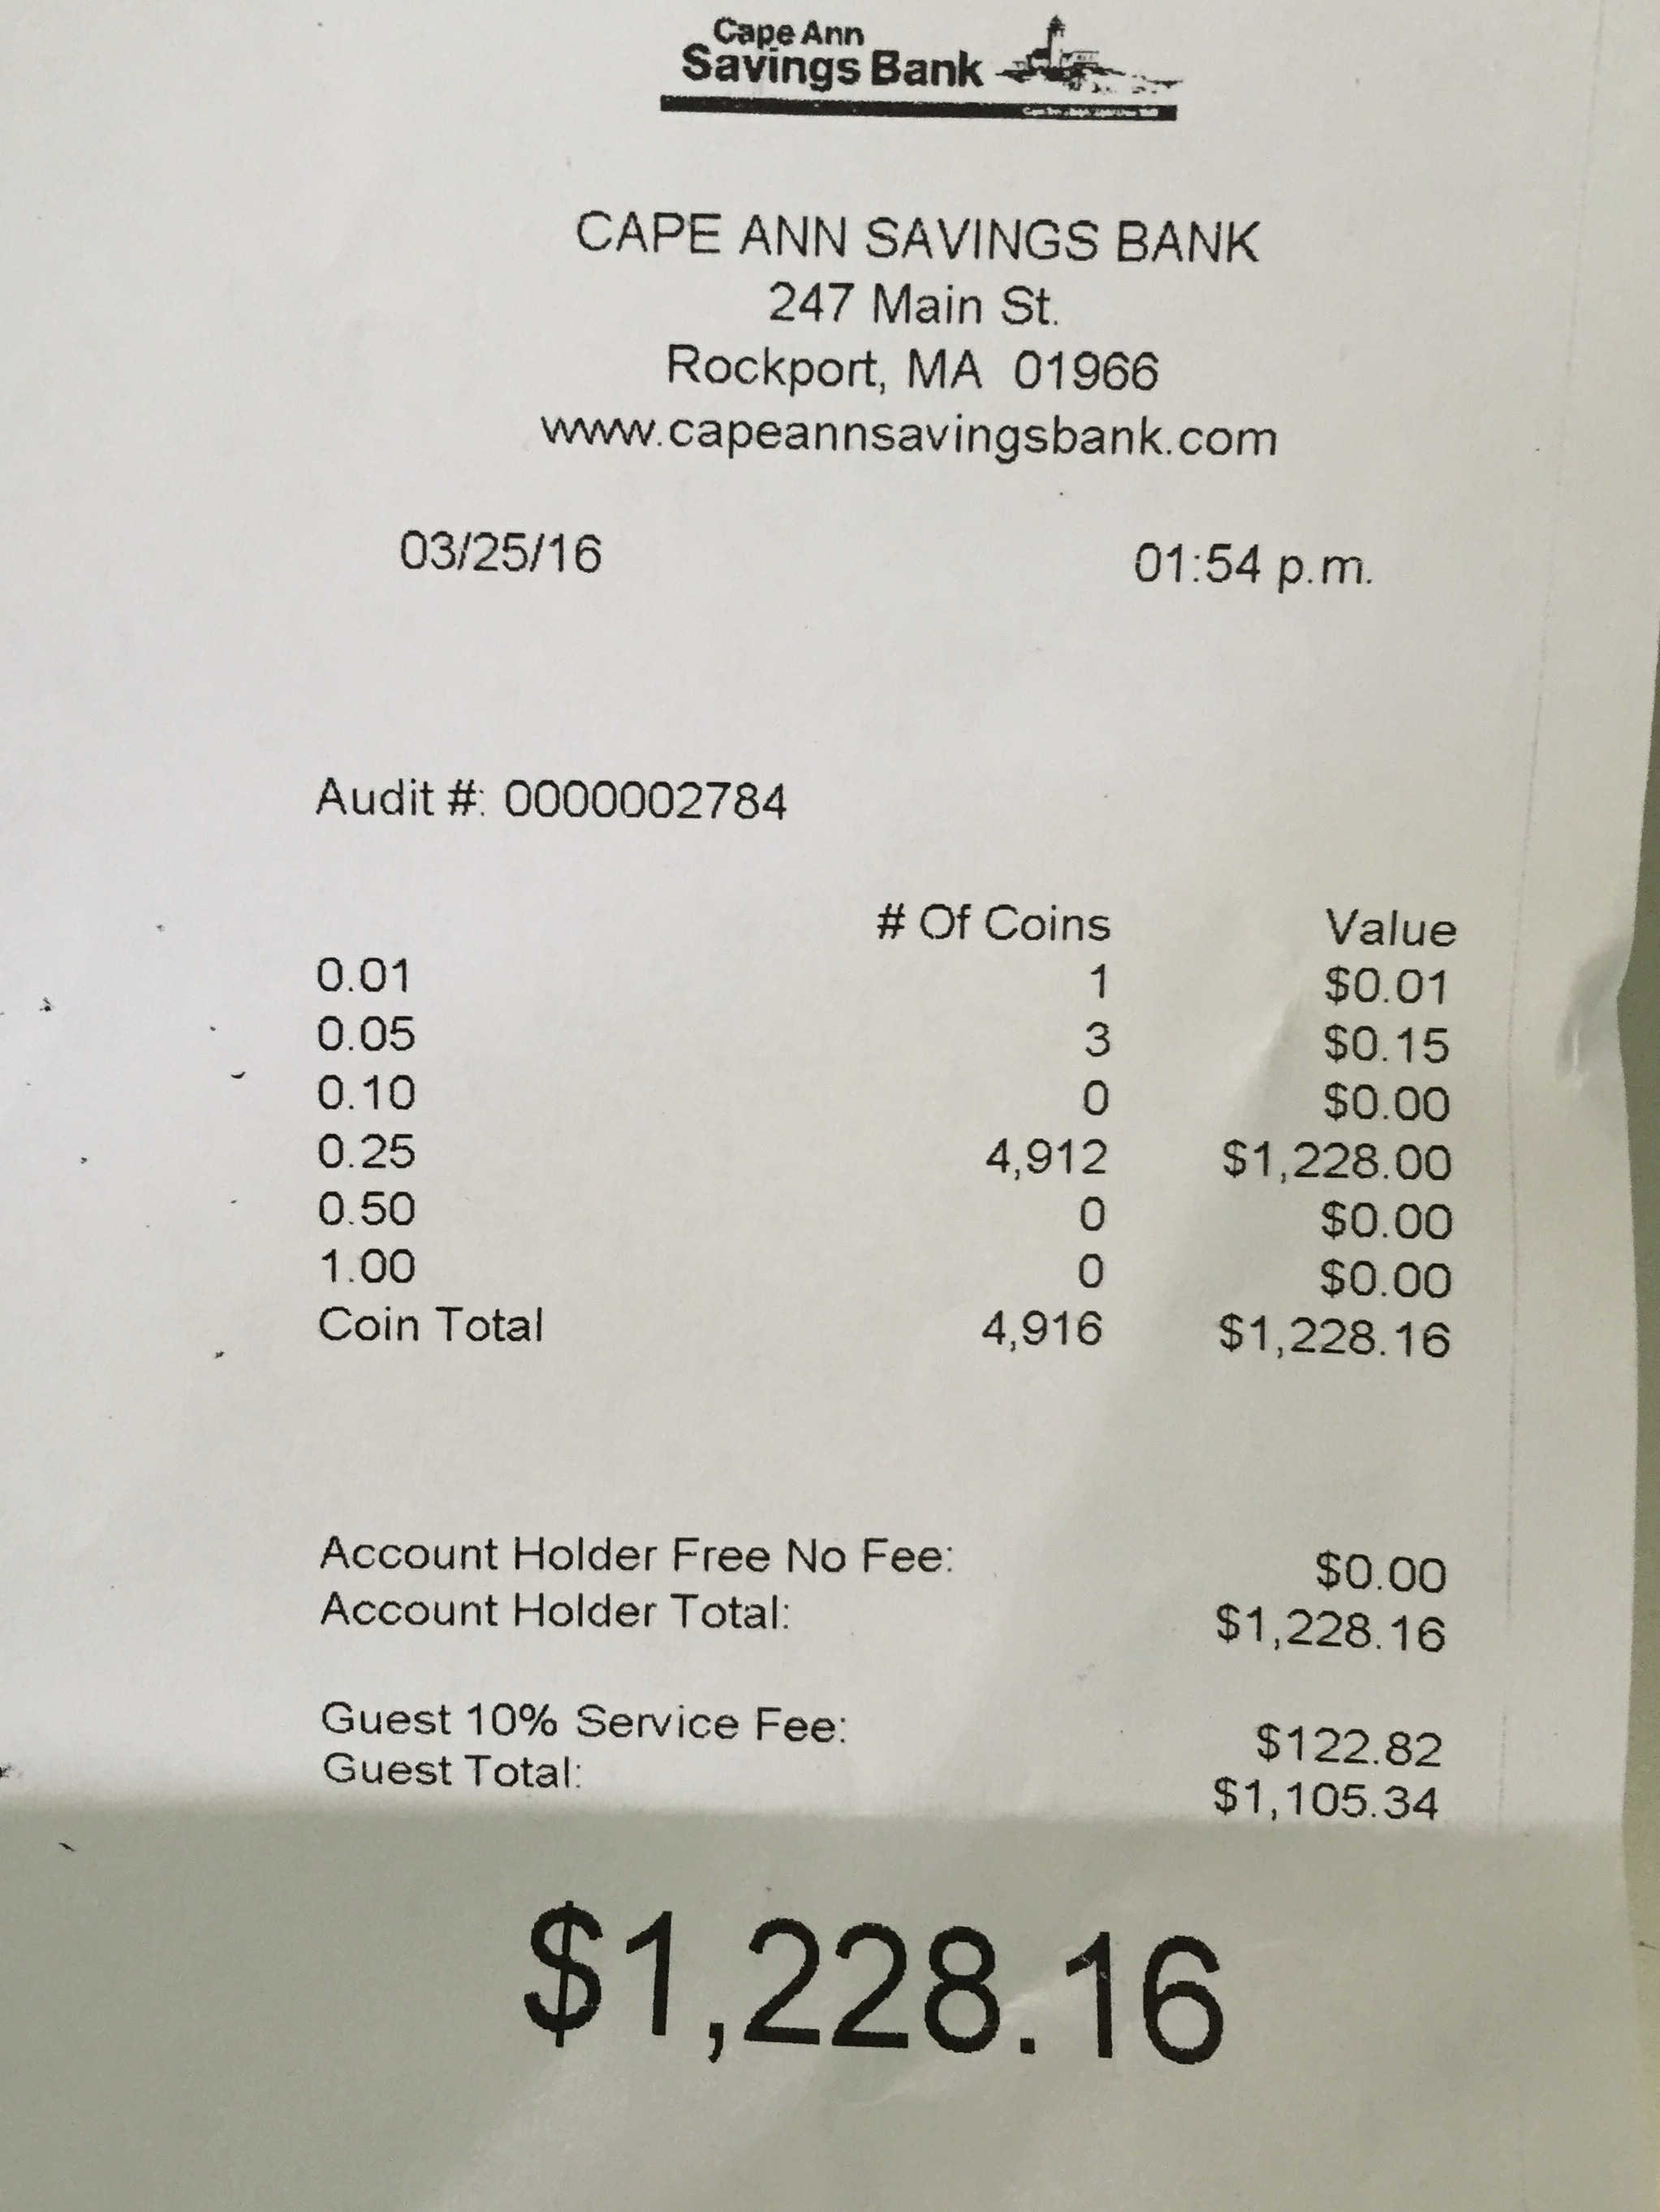 Cape Ann
Savings Bank
CAPE ANN SAVINGS BANK
247 Main St.
Rockport, MA 01966
www.capeannsavingsbank.com
03/25/16 01:54 p.m.
Audit #: 0000002784
# Of Coins Value
0.01 1 $0.01
0.05 3 $0.15
0.10 0 $0.00
0.25 4,912 $1,228.00
0.50 0 $0.00
1.00 0 $0.00
Coin Total 4,916 $1,228.16
Account Holder Free No Fee: $0.00
Account Holder Total: $1,228.16
Guest 10% Service Fee: $122.82
Guest Total: $1,105.34
$1,228.16